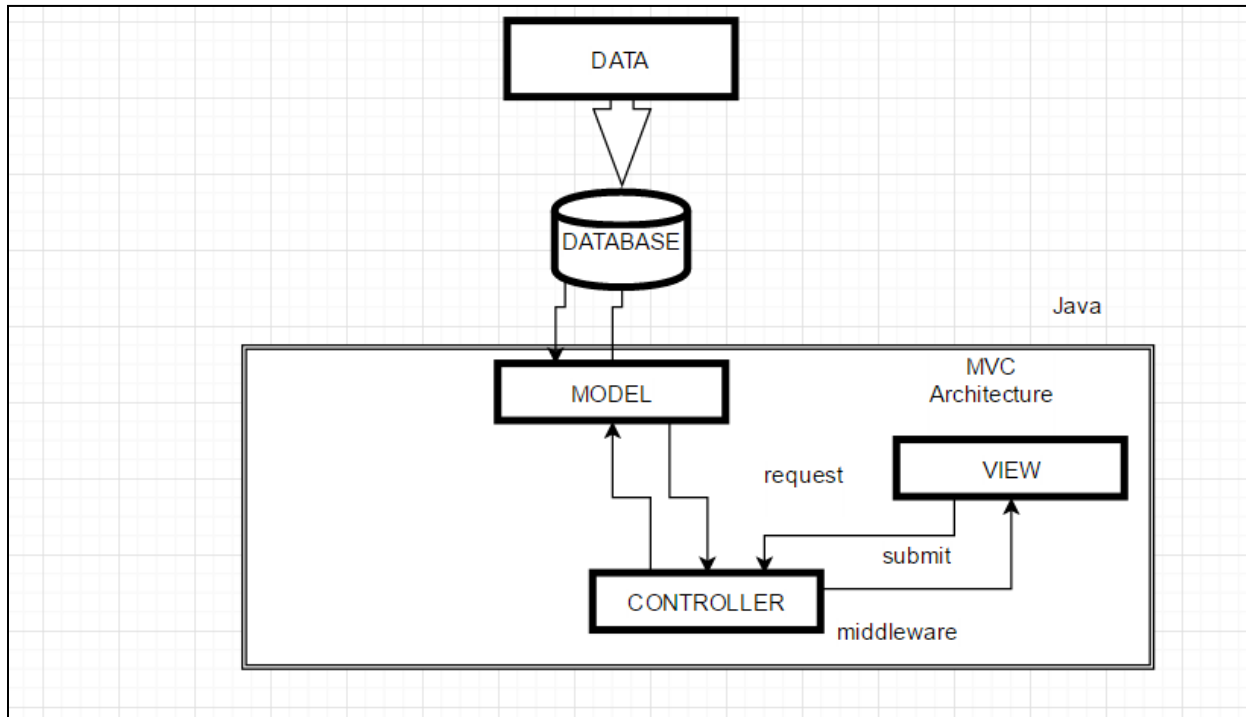 DATA
DATABASE
Java
MVC
Architecture
MODEL
VIEW
request
submit
CONTROLLER
middleware